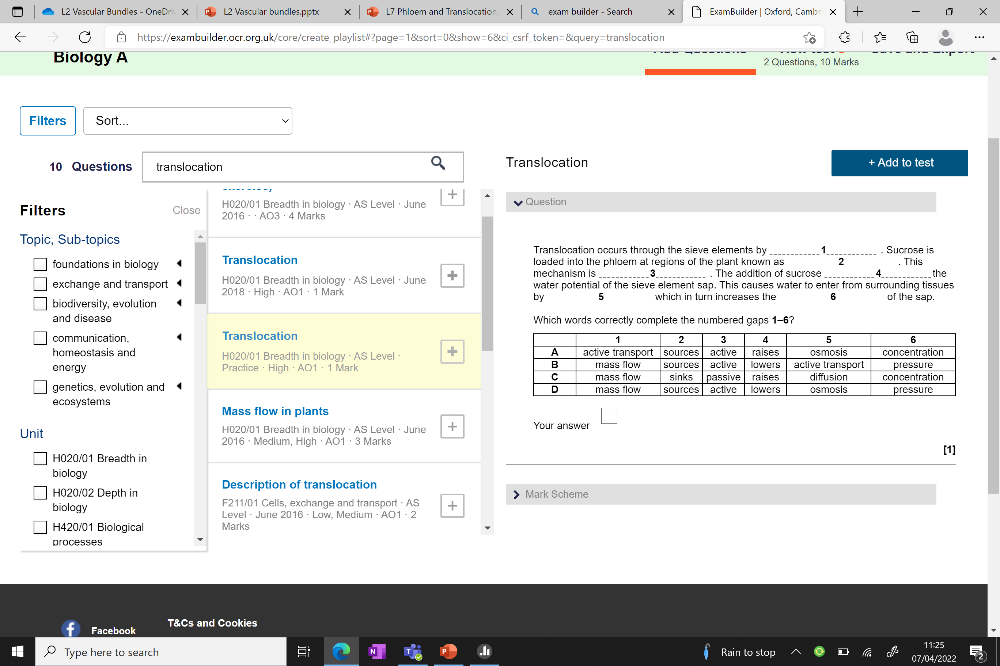 L2 Vascular Bundles - OneDriv
L2 Vascular bundles.pptx
L7 Phloem and Translocation.
exam builder - Search
ExamBuilder | Oxford, Cambri
https://exambuilder.ocr.org.uk/core/create_playlist#?page=1&sort=0&show=6&ci_csrf_token=&query=translocation
Biology A
Add Questions
View test
Save and Export
2 Questions, 10 Marks
Filters
Sort...
10 Questions
translocation
Filters
Close
Topic, Sub-topics
foundations in biology
exchange and transport
biodiversity, evolution
and disease
communication,
homeostasis and
energy
genetics, evolution and
ecosystems
Unit
H020/01 Breadth in
biology
H020/02 Depth in
biology
H420/01 Biological
processes
H020/01 Breadth in biology · AS Level · June
2016 · · AO3 · 4 Marks
Translocation
H020/01 Breadth in biology · AS Level · June
2018 · High · AO1 · 1 Mark
Translocation
H020/01 Breadth in biology · AS Level ·
Practice · High · AO1 · 1 Mark
Mass flow in plants
H020/01 Breadth in biology · AS Level · June
2016 · Medium, High · AO1 · 3 Marks
Description of translocation
F211/01 Cells, exchange and transport · AS
Level · June 2016 · Low, Medium · AO1 · 2
Marks
Translocation
+ Add to test
Question
Translocation occurs through the sieve elements by ____________1____________ . Sucrose is
loaded into the phloem at regions of the plant known as ____________2____________ . This
mechanism is ____________3____________ . The addition of sucrose ____________4____________the
water potential of the sieve element sap. This causes water to enter from surrounding tissues
by ____________5____________which in turn increases the ____________6____________of the sap.
Which words correctly complete the numbered gaps 1–6?
1 2 3 4 5 6
A active transport sources active raises osmosis concentration
B mass flow sources active lowers active transport pressure
C mass flow sinks passive raises diffusion concentration
D mass flow sources active lowers osmosis pressure
Your answer
[1]
Mark Scheme
Facebook
T&Cs and Cookies
Type here to search
Rain to stop
11:25
07/04/2022
2